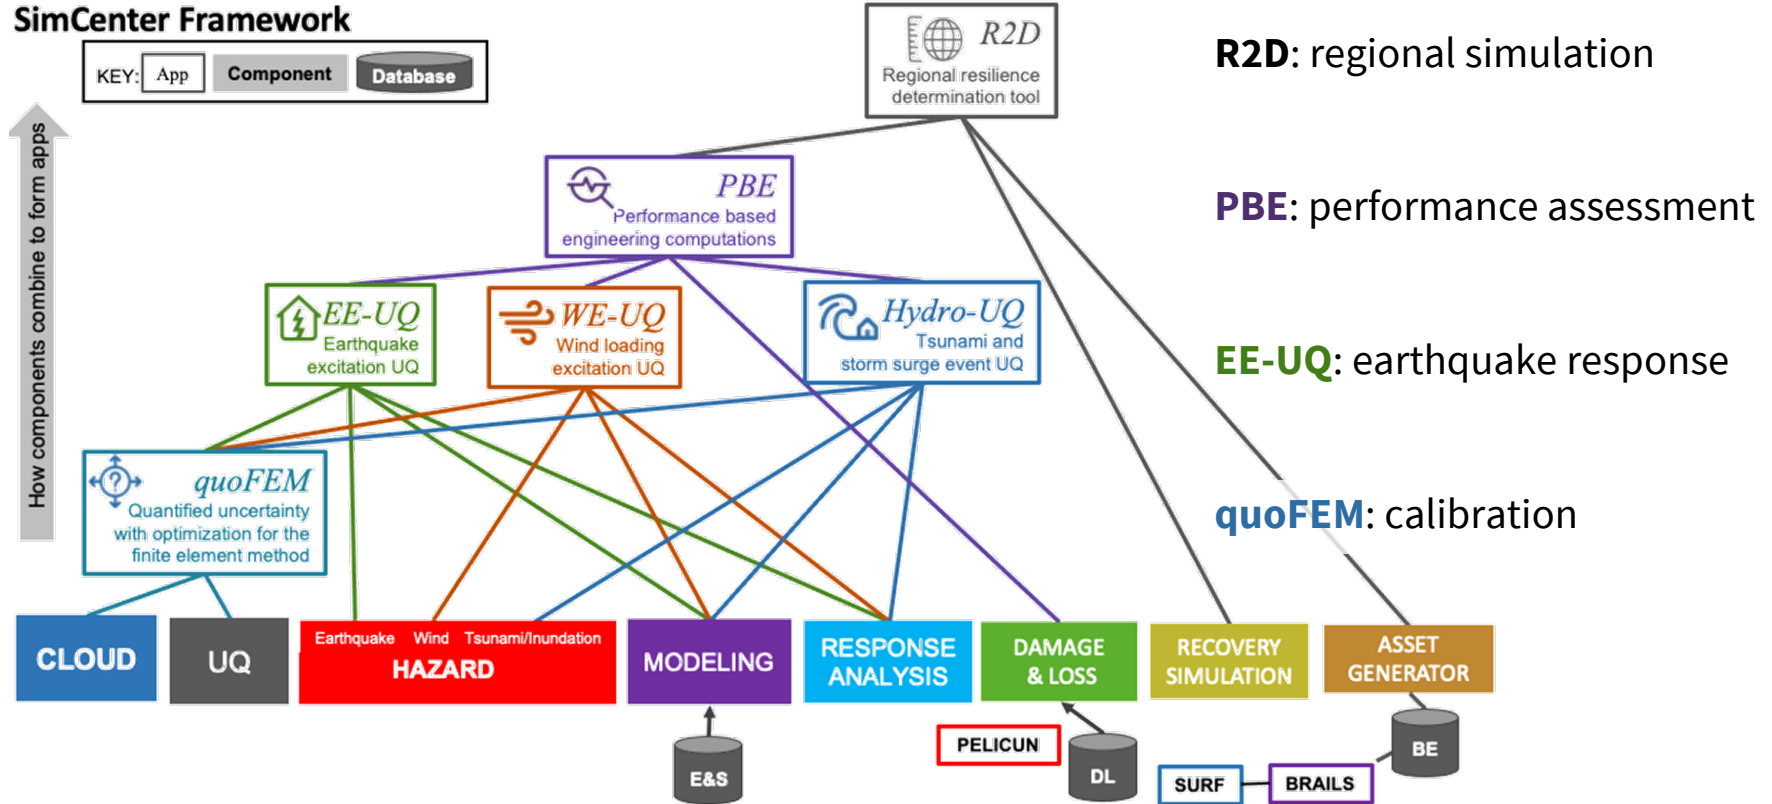 SimCenter Framework
KEY: App Component Database
How components combine to form apps
R2D
Regional resilience
determination tool
PBE
Performance based
engineering computations
EE-UQ
Earthquake
excitation UQ
WE-UQ
Wind loading
excitation UQ
Hydro-UQ
Tsunami and
storm surge event UQ
quoFEM
Quantified uncertainty
with optimization for the
finite element method
CLOUD
UQ
Earthquake Wind Tsunami/Inundation
HAZARD
MODELING
RESPONSE
ANALYSIS
DAMAGE
& LOSS
RECOVERY
SIMULATION
ASSET
GENERATOR
E&S
PELICUN
DL
SURF
BRAILS
BE
R2D: regional simulation
PBE: performance assessment
EE-UQ: earthquake response
quoFEM: calibration